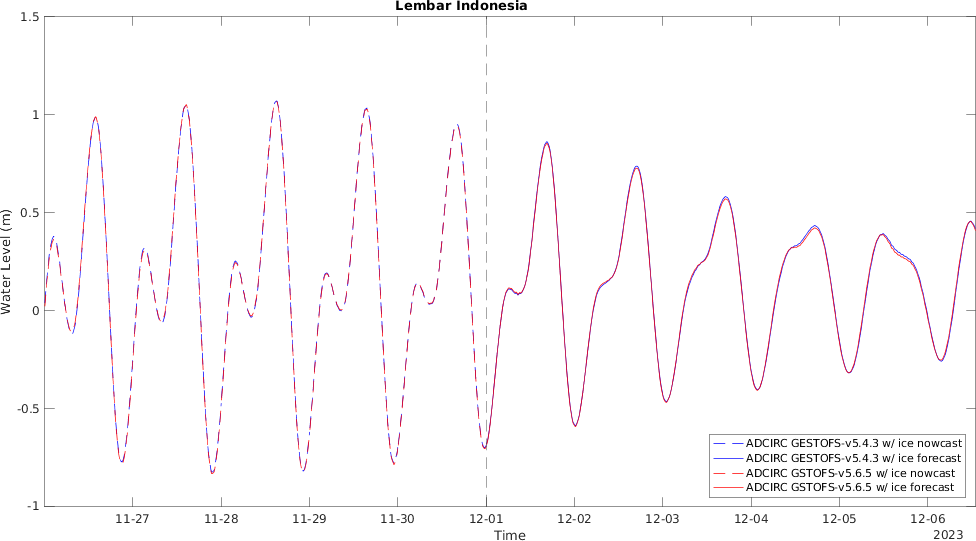 Lembar Indonesia
1.5
1
0.5
0
-0.5
-1
Water Level (m)
ADCIRC GESTOFS-v5.4.3 w/ ice nowcast
ADCIRC GESTOFS-v5.4.3 w/ ice forecast
ADCIRC GSTOFS-v5.6.5 w/ ice nowcast
ADCIRC GSTOFS-v5.6.5 w/ ice forecast
11-27 11-28 11-29 11-30 12-01 12-02 12-03 12-04 12-05 12-06
Time
2023